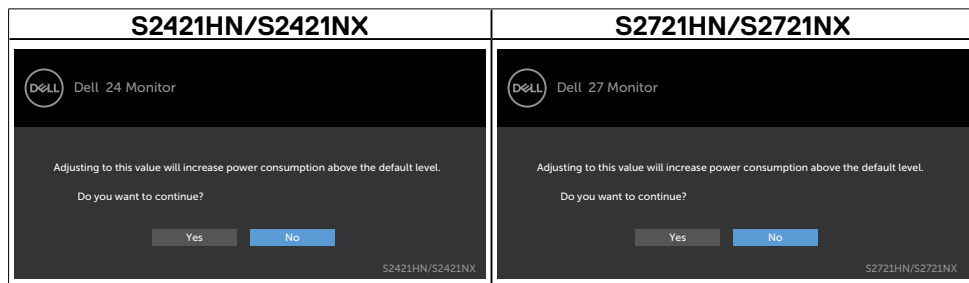 S2421HN/S2421NX
DELL Dell 24 Monitor
Adjusting to this value will increase power consumption above the default level.
Do you want to continue?
Yes No
S2421HN/S2421NX
S2721HN/S2721NX
DELL Dell 27 Monitor
Adjusting to this value will increase power consumption above the default level.
Do you want to continue?
Yes No
S2721HN/S2721NX